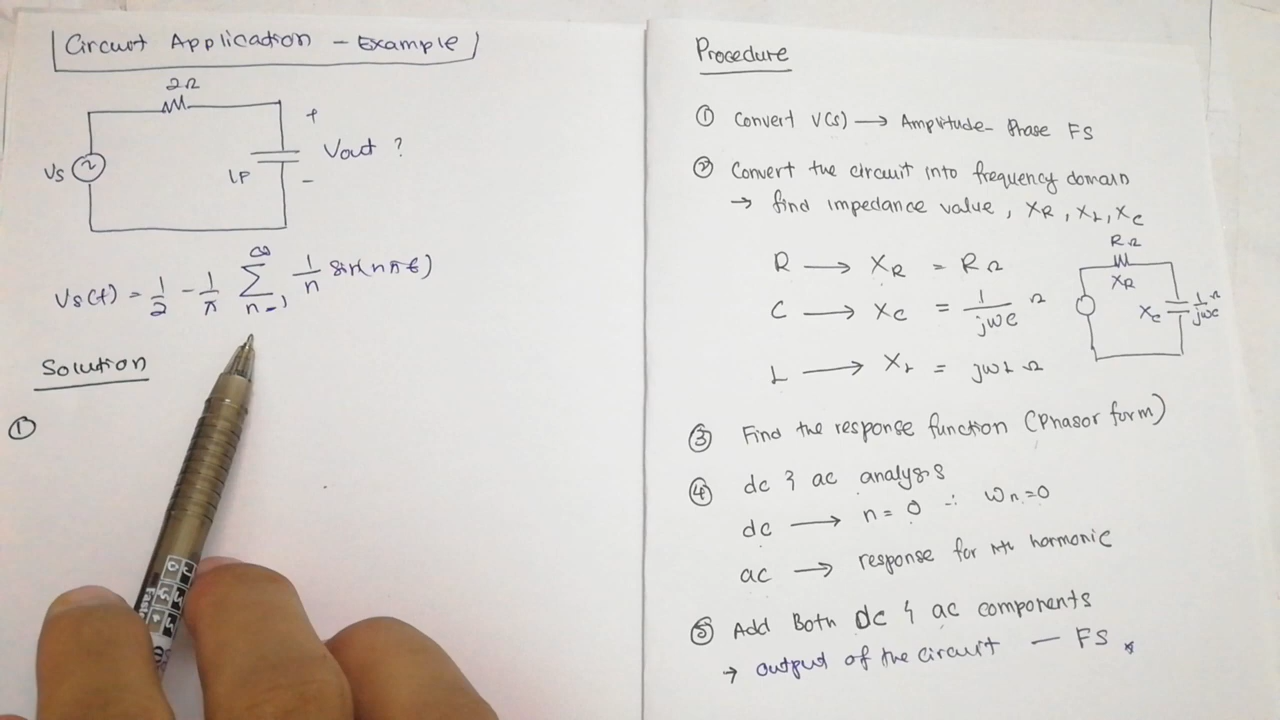 Circuit Application - Example
2Ω
+
Vs
Vout ?
1F
-
Vs(t) = 1/2 - 1/π ∑_{n=1}^{∞} 1/n sin(nπt)
Solution
①
Procedure
① Convert V(s) → Amplitude - Phase FS
② Convert the circuit into frequency domain
→ find impedance value, XR, XL, XC
R → XR = RΩ
C → XC = 1/jωC Ω
L → XL = jωL Ω
RΩ
XR
XC
1/jωC Ω
③ Find the response function (Phasor form)
④ dc & ac analysis
dc → n = 0 ∴ ωn = 0
ac → response for nth harmonic
⑤ Add Both dc & ac components
→ output of the circuit — FS *